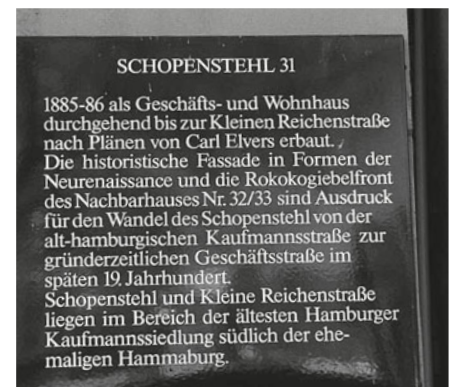 SCHOPENSTEHL 31
1885-86 als Geschäfts- und Wohnhaus
durchgehend bis zur Kleinen Reichenstraße
nach Plänen von Carl Elvers erbaut.
Die historistische Fassade in Formen der
Neurenaissance und die Rokokogiebelfront
des Nachbarhauses Nr. 32/33 sind Ausdruck
für den Wandel des Schopenstehl von der
alt-hamburgischen Kaufmannsstraße zur
gründerzeitlichen Geschäftsstraße im
späten 19. Jahrhundert.
Schopenstehl und Kleine Reichenstraße
liegen im Bereich der ältesten Hamburger
Kaufmannssiedlung südlich der ehe-
maligen Hammaburg.